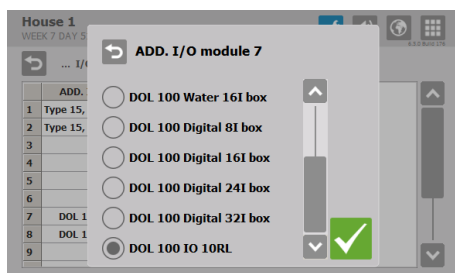 House 1
WEEK 7 DAY 5
... I/
ADD. I/O module 7
ADD.
1 Type 15,
2 Type 15,
3
4
5
6
7 DOL 1
8 DOL 1
9
DOL 100 Water 16I box
DOL 100 Digital 8I box
DOL 100 Digital 16I box
DOL 100 Digital 24I box
DOL 100 Digital 32I box
DOL 100 IO 10RL